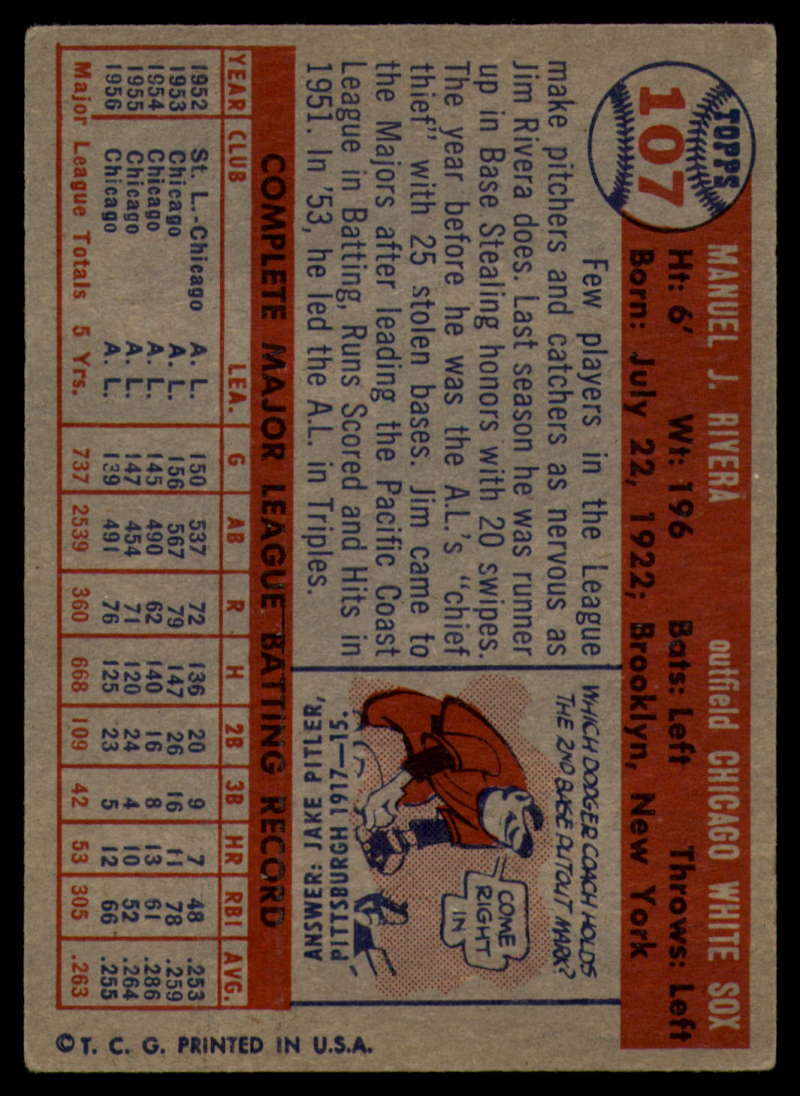 TOPPS
107
MANUEL J. RIVERA outfield CHICAGO WHITE SOX
Ht: 6' Wt: 196 Bats: Left Throws: Left
Born: July 22, 1922; Brooklyn, New York
Few players in the League
make pitchers and catchers as nervous as
Jim Rivera does. Last season he was runner
up in Base Stealing honors with 20 swipes.
The year before he was the A.L.'s "chief
thief" with 25 stolen bases. Jim came to
the Majors after leading the Pacific Coast
League in Batting, Runs Scored and Hits in
1951. In '53, he led the A.L. in Triples.
WHICH DODGER COACH HOLDS
THE 2ND BASE PUTOUT MARK?
COME
RIGHT
IN
ANSWER: JAKE PITLER,
PITTSBURGH 1917-15.
COMPLETE MAJOR LEAGUE BATTING RECORD
YEAR CLUB LEA. G AB R H 2B 3B HR RBI AVG.
1952 St. L.-Chicago A. L. 150 537 72 136 20 9 7 48 .253
1953 Chicago A. L. 156 567 79 147 26 16 11 78 .259
1954 Chicago A. L. 145 490 62 140 16 8 13 61 .286
1955 Chicago A. L. 147 454 71 120 24 4 10 52 .264
1956 Chicago A. L. 139 491 76 125 23 5 12 66 .255
Major League Totals 5 Yrs. 737 2539 360 668 109 42 53 305 .263
©T. C. G. PRINTED IN U.S.A.